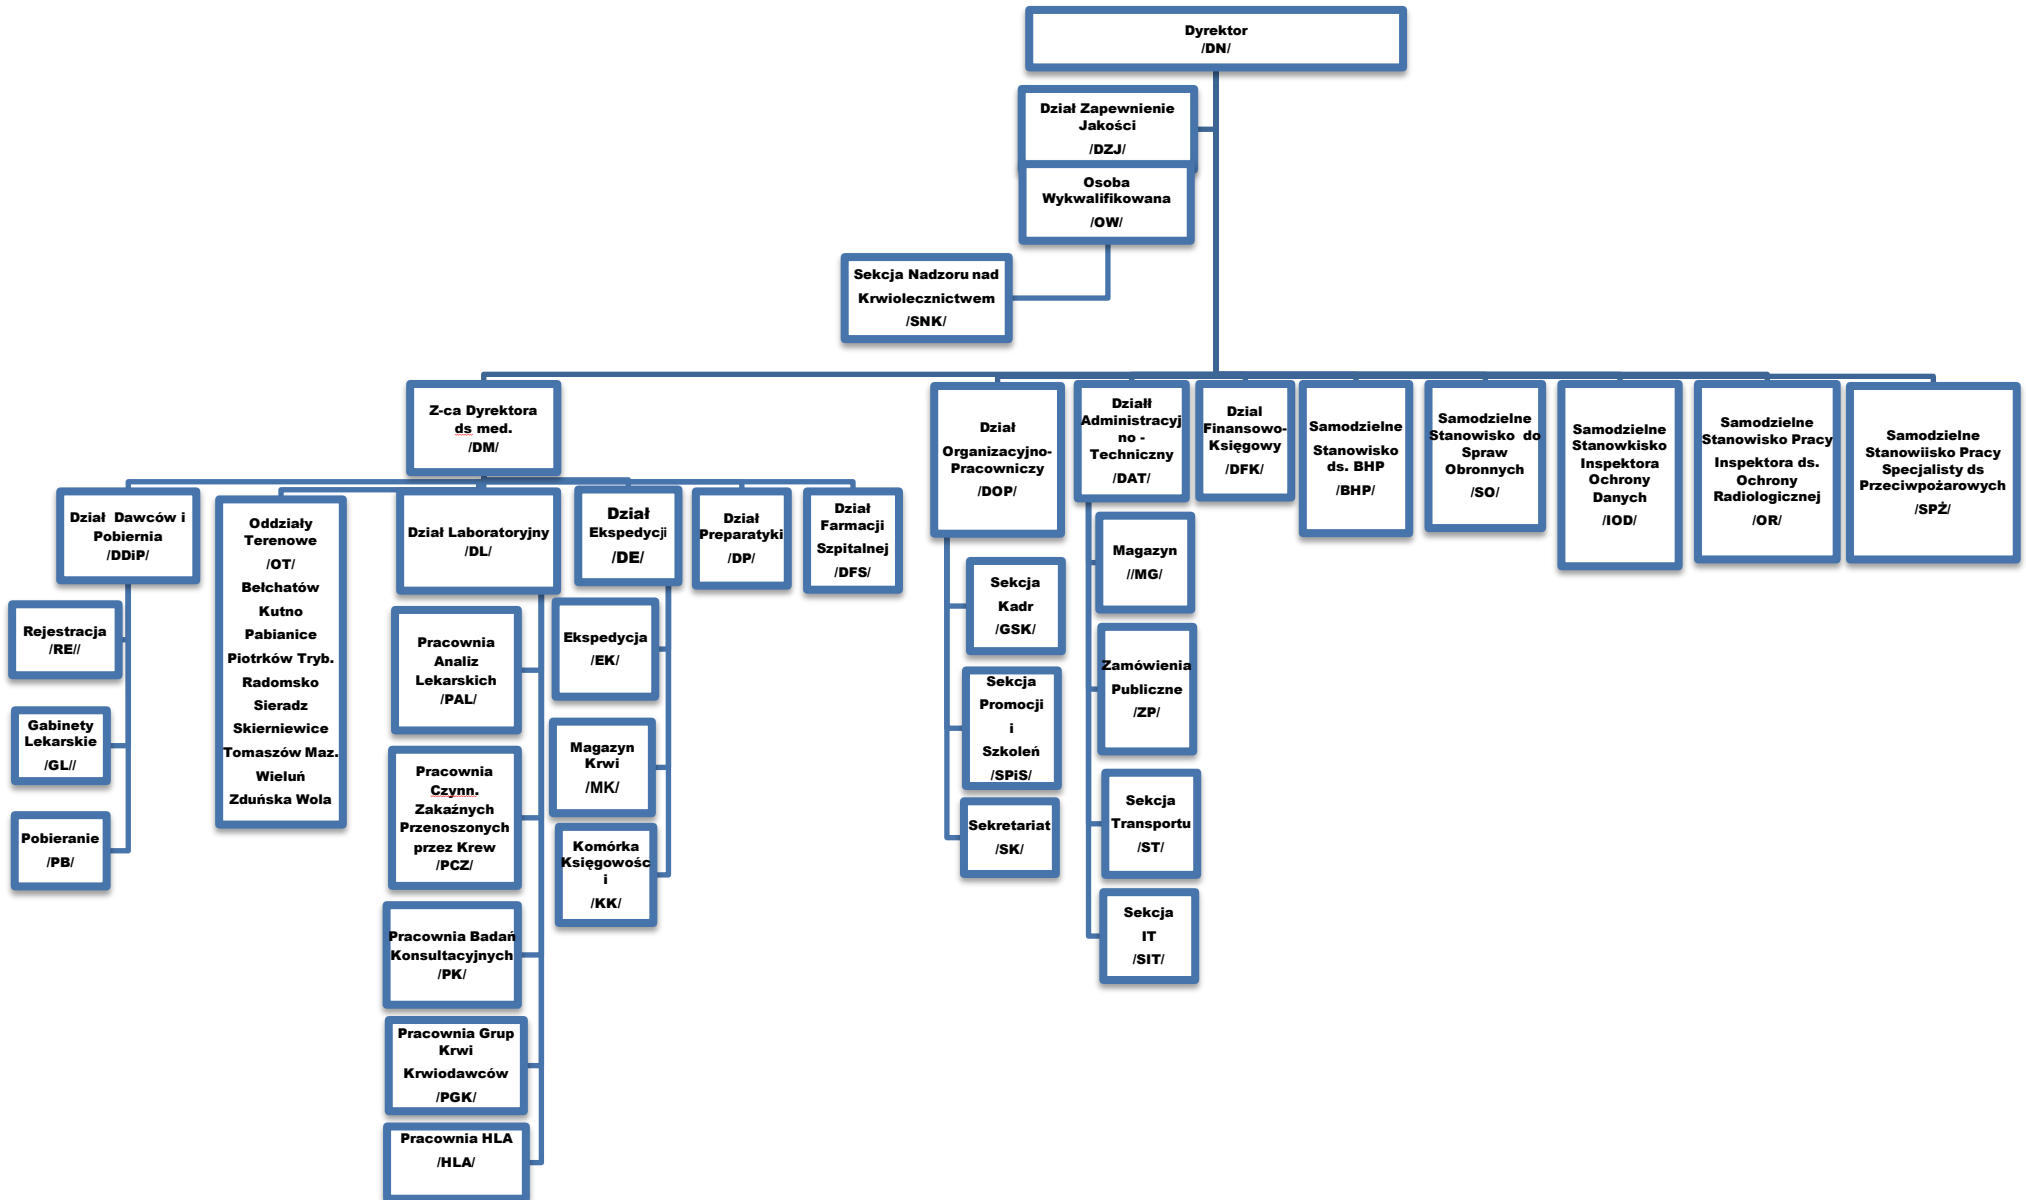 Dyrektor
/DN/
Dział Zapewnienie
Jakości
/DZJ/
Osoba
Wykwalifikowana
/OW/
Sekcja Nadzoru nad
Krwiolecznictwem
/SNK/
Z-ca Dyrektora
ds med.
/DM/
Dział
Organizacyjno-
Pracowniczy
/DOP/
Działł
Administracyj
no -
Techniczny
/DAT/
Dzial
Finansowo-
Księgowy
/DFK/
Samodzielne
Stanowisko
ds. BHP
/BHP/
Samodzielne
Stanowisko do
Spraw
Obronnych
/SO/
Samodzielne
Stanowkisko
Inspektora
Ochrony
Danych
/IOD/
Samodzielne
Stanowisko Pracy
Inspektora ds.
Ochrony
Radiologicznej
/OR/
Samodzielne
Stanowiisko Pracy
Specjalisty ds
Przeciwpożarowych
/SPŻ/
Dział Dawców i
Pobiernia
/DDiP/
Rejestracja
/RE//
Gabinety
Lekarskie
/GL//
Pobieranie
/PB/
Oddziały
Terenowe
/OT/
Bełchatów
Kutno
Pabianice
Piotrków Tryb.
Radomsko
Sieradz
Skierniewice
Tomaszów Maz.
Wieluń
Zduńska Wola
Dział Laboratoryjny
/DL/
Pracownia
Analiz
Lekarskich
/PAL/
Pracownia
Czynn.
Zakaźnych
Przenoszonych
przez Krew
/PCZ/
Pracownia Badań
Konsultacyjnych
/PK/
Pracownia Grup
Krwi
Krwiodawców
/PGK/
Pracownia HLA
/HLA/
Dział
Ekspedycji
/DE/
Ekspedycja
/EK/
Magazyn
Krwi
/MK/
Komórka
Księgowośc
i
/KK/
Dział
Preparatyki
/DP/
Dział
Farmacji
Szpitalnej
/DFS/
Sekcja
Kadr
/GSK/
Sekcja
Promocji
i
Szkoleń
/SPiS/
Sekretariat
/SK/
Magazyn
//MG/
Zamówienia
Publiczne
/ZP/
Sekcja
Transportu
/ST/
Sekcja
IT
/SIT/